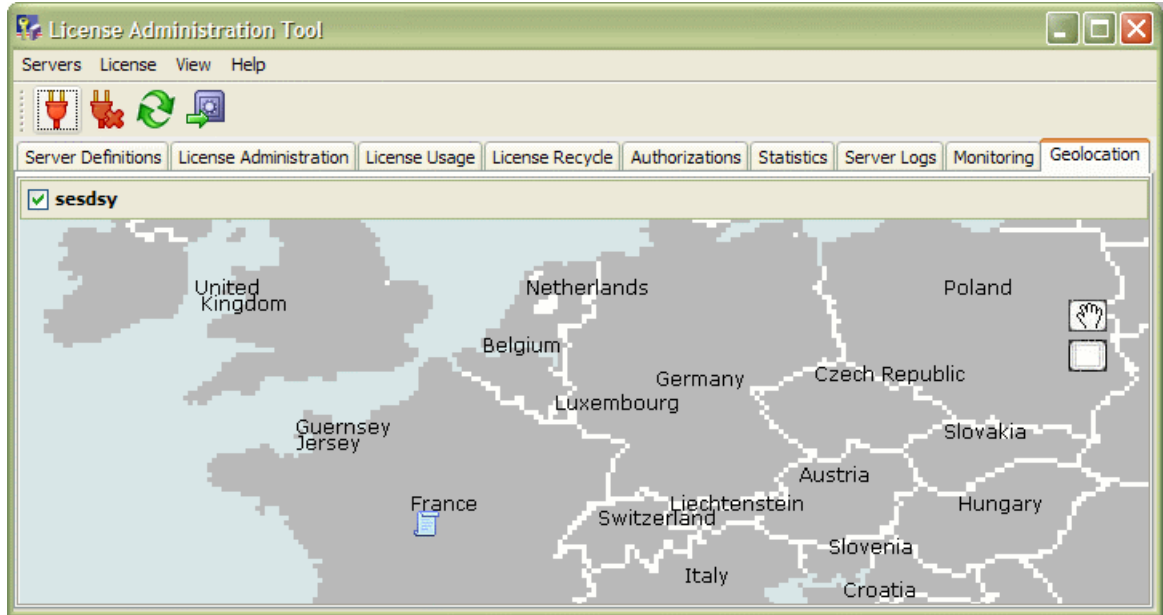 License Administration Tool
Servers License View Help
Server Definitions License Administration License Usage License Recycle Authorizations Statistics Server Logs Monitoring Geolocation
sesdsy
United
Kingdom
Netherlands
Poland
Belgium
Germany
Czech Republic
Luxembourg
Guernsey
Jersey
Slovakia
Austria
France
Liechtenstein
Switzerland
Hungary
Slovenia
Italy
Croatia